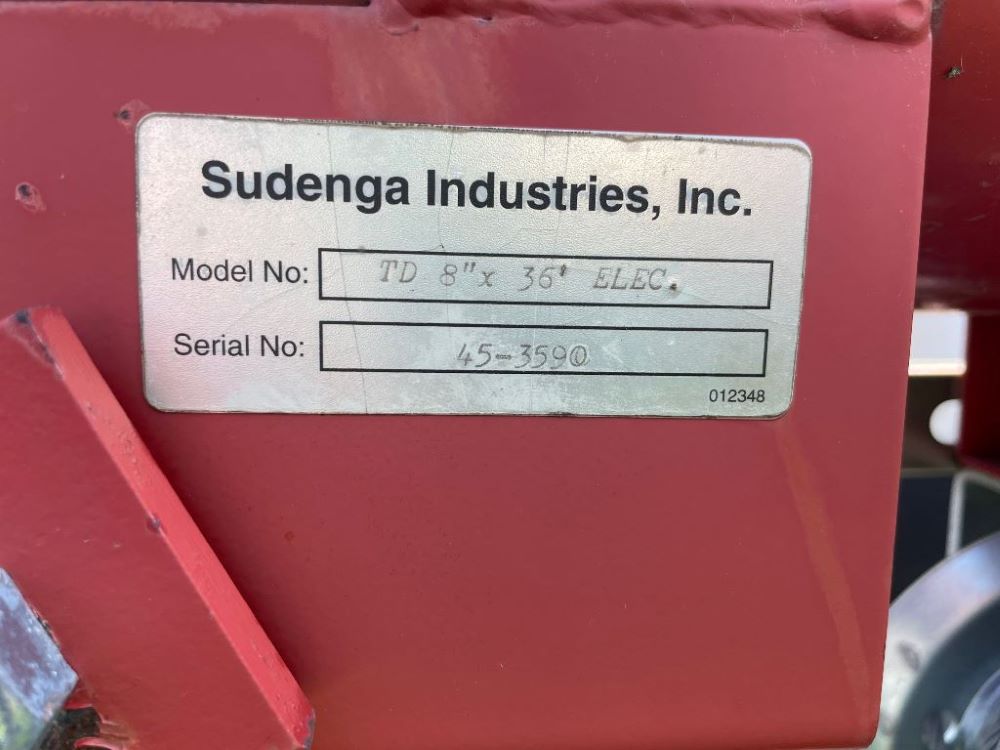 Sudenga Industries, Inc.
Model No: TD 8"x 36' ELEC.
Serial No: 45-3590
012348